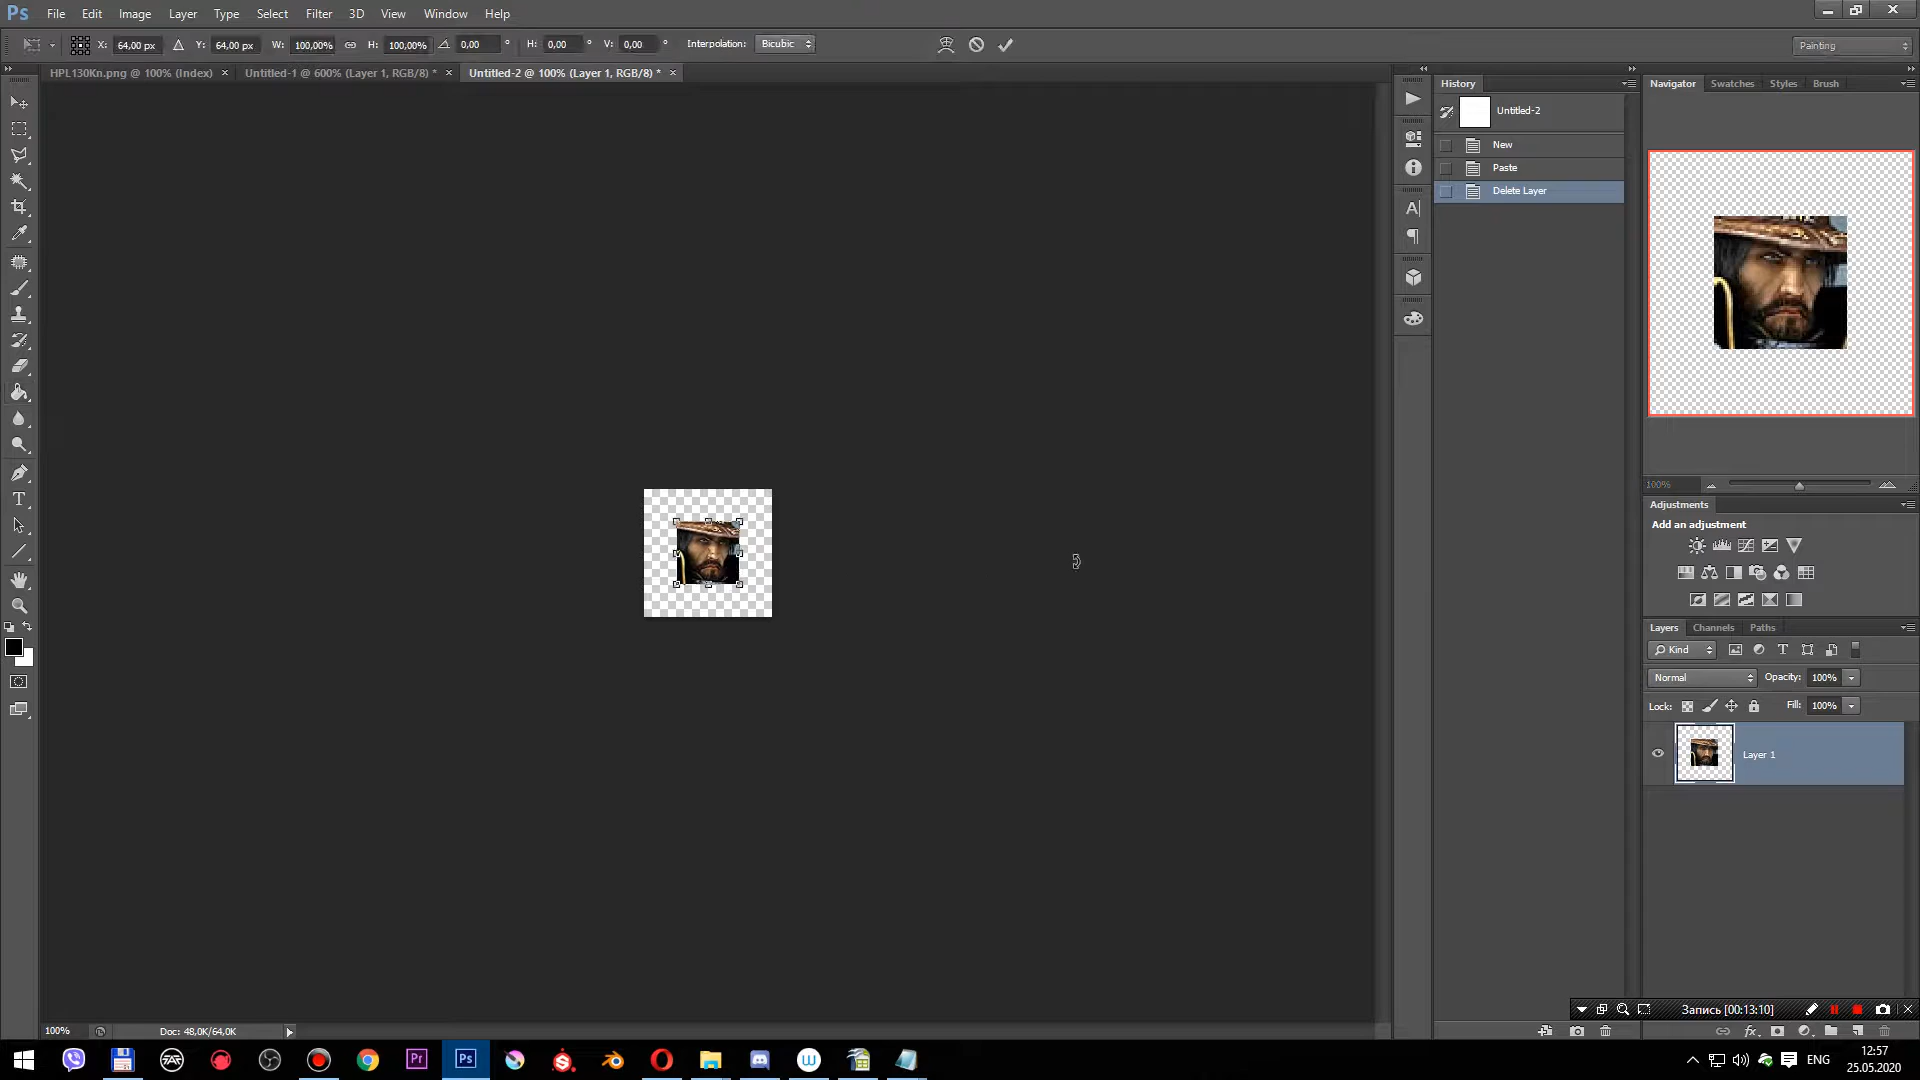 Ps File Edit Image Layer Type Select Filter 3D View Window Help
X: 64,00 px Y: 64,00 px W: 100,00% H: 100,00% 0,00 ° H: 0,00 ° V: 0,00 ° Interpolation: Bicubic Painting
HPL130Kn.png @ 100% (Index) × Untitled-1 @ 600% (Layer 1, RGB/8) * × Untitled-2 @ 100% (Layer 1, RGB/8) * ×
History
Untitled-2
New
Paste
Delete Layer
Navigator Swatches Styles Brush
100%
Adjustments
Add an adjustment
Layers Channels Paths
Kind
Normal Opacity: 100%
Lock: Fill: 100%
Layer 1
Запись [00:13:10]
100% Doc: 48,0K/64,0K
ENG
12:57
25.05.2020